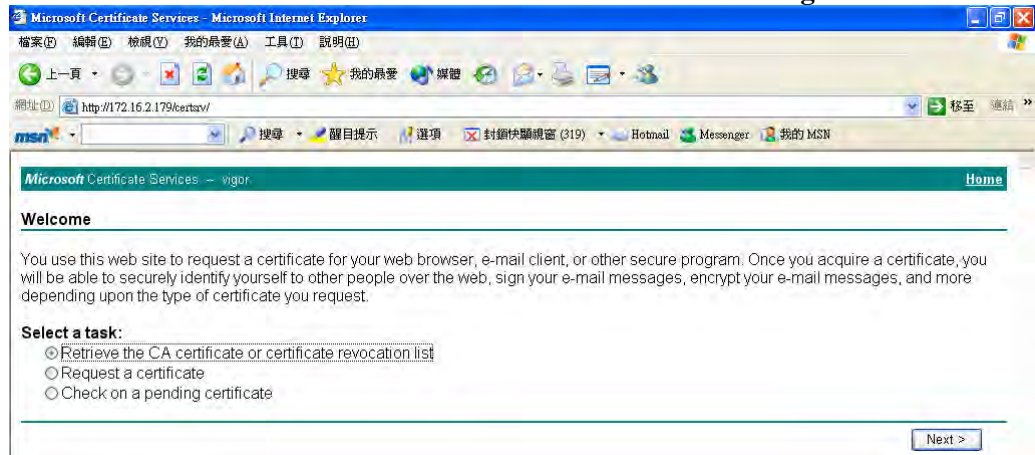 Microsoft Certificate Services - Microsoft Internet Explorer
檔案(F) 編輯(E) 檢視(V) 我的最愛(A) 工具(T) 說明(H)
上一頁 搜尋 我的最愛 媒體
網址(D) http://172.16.2.179/certsrv/ 移至 連結 »
msn 搜尋 醒目提示 選項 封鎖快顯視窗 (319) Hotmail Messenger 我的 MSN
Microsoft Certificate Services -- vigor Home
Welcome
You use this web site to request a certificate for your web browser, e-mail client, or other secure program. Once you acquire a certificate, you
will be able to securely identify yourself to other people over the web, sign your e-mail messages, encrypt your e-mail messages, and more
depending upon the type of certificate you request.
Select a task:
Retrieve the CA certificate or certificate revocation list
Request a certificate
Check on a pending certificate
Next >